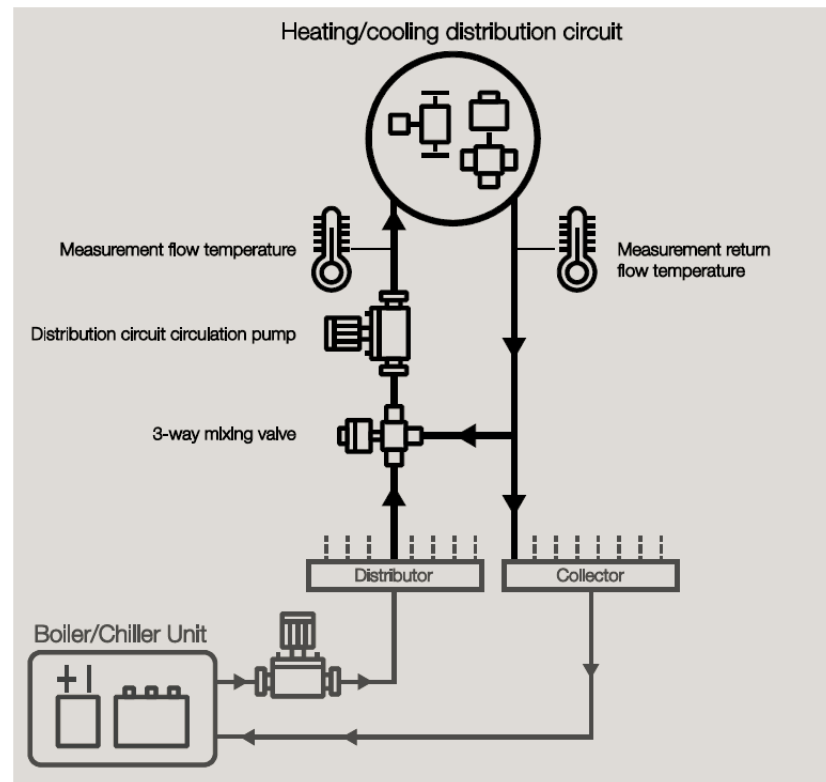 Heating/cooling distribution circuit
Measurement flow temperature
Measurement return
flow temperature
Distribution circuit circulation pump
3-way mixing valve
Distributor
Collector
Boiler/Chiller Unit